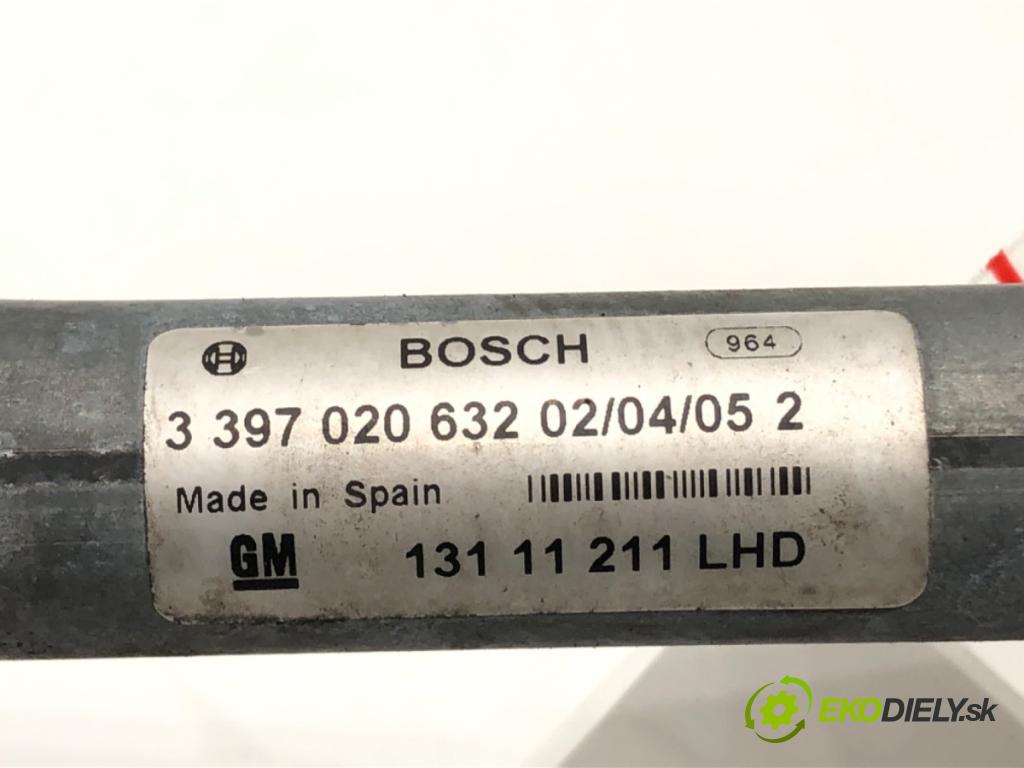 BOSCH 964
3 397 020 632 02/04/05 2
Made in Spain
GM 131 11 211 LHD
EKODIELY.sk